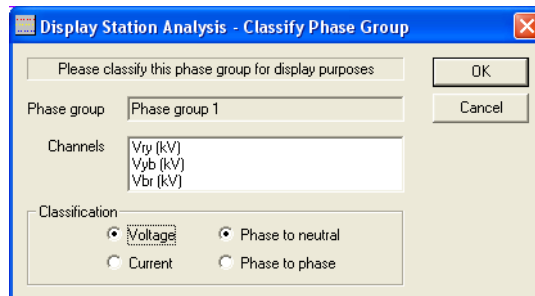 Display Station Analysis - Classify Phase Group
Please classify this phase group for display purposes
OK
Phase group Phase group 1
Cancel
Channels Vry (kV)
Vyb (kV)
Vbr (kV)
Classification
Voltage Phase to neutral
Current Phase to phase